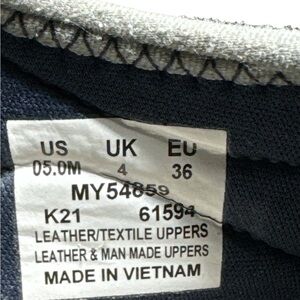 US UK EU
05.0M 4 36
MY54859
K21 61594
LEATHER/TEXTILE UPPERS
LEATHER & MAN MADE UPPERS
MADE IN VIETNAM